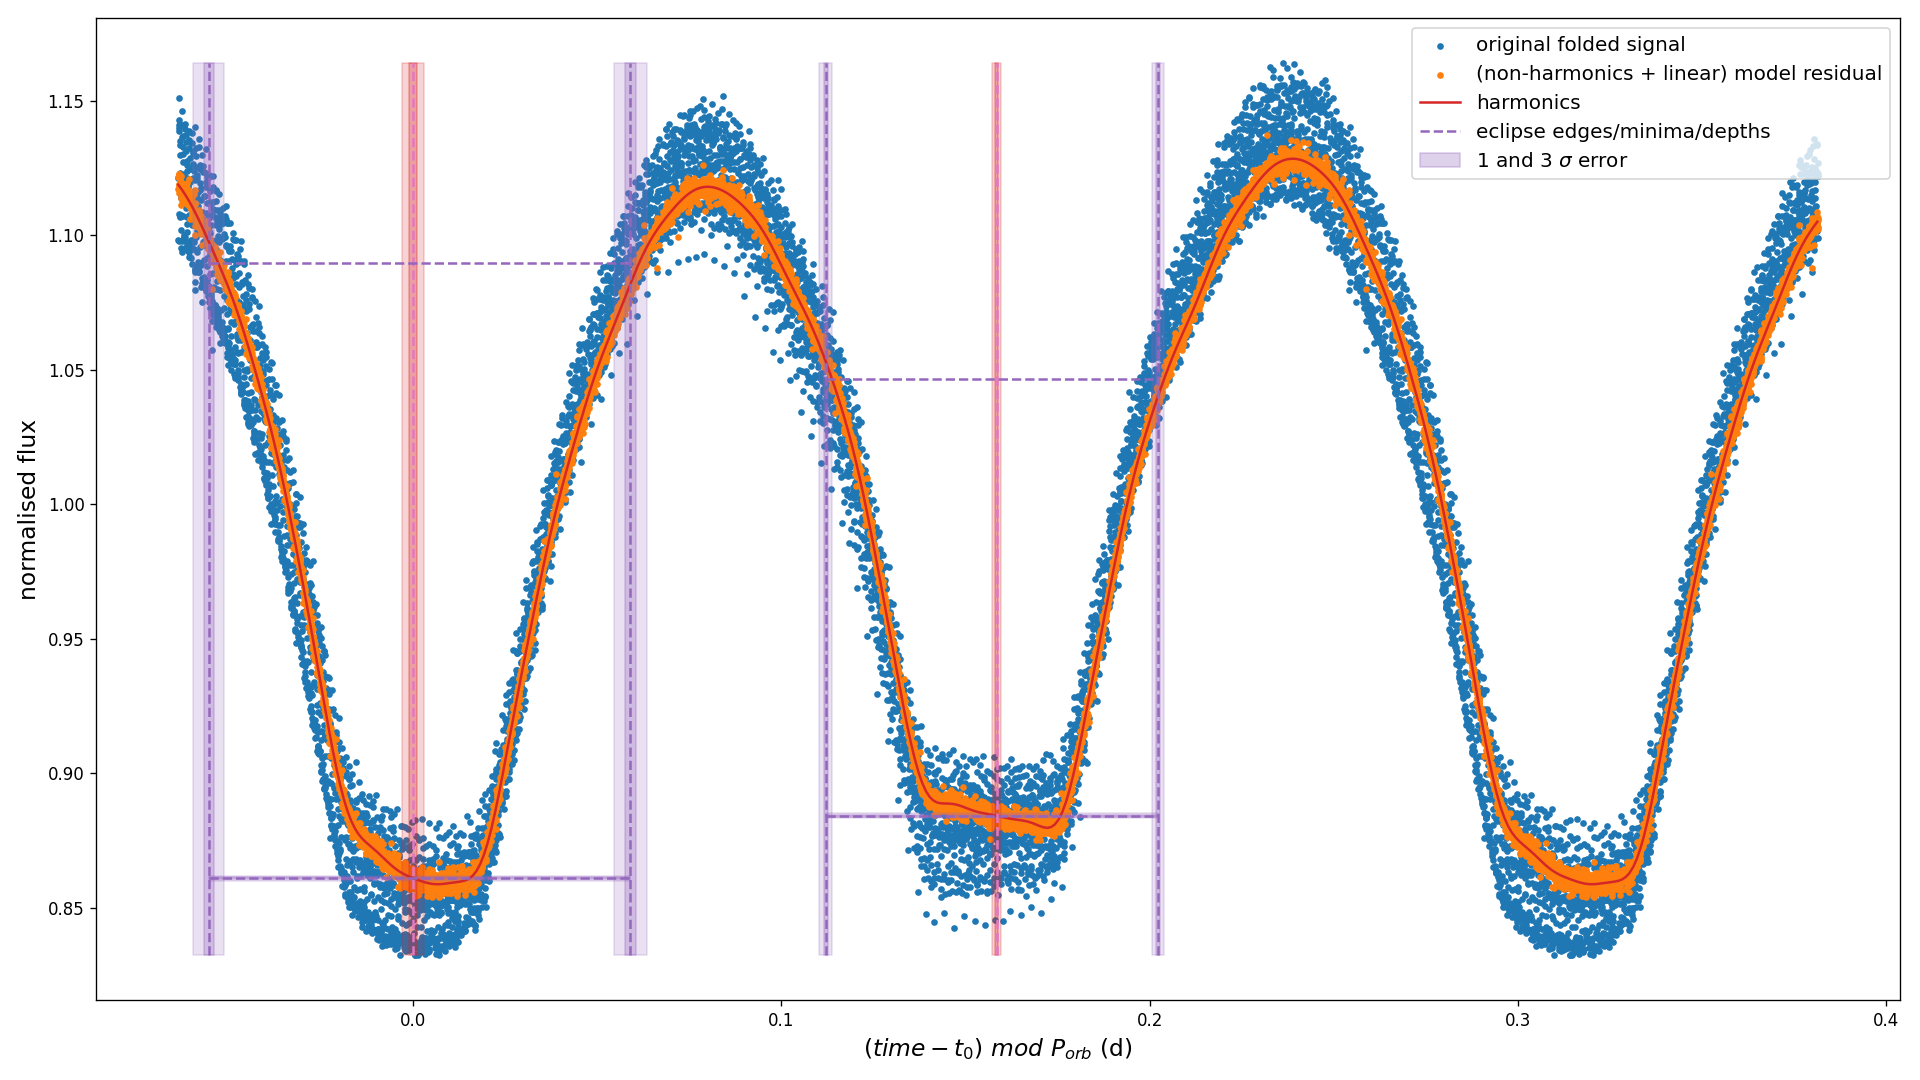 original folded signal
(non-harmonics + linear) model residual
harmonics
eclipse edges/minima/depths
1 and 3 σ error
normalised flux
1.15
1.10
1.05
1.00
0.95
0.90
0.85
0.0 0.1 0.2 0.3 0.4
(time − t₀) mod P_orb (d)